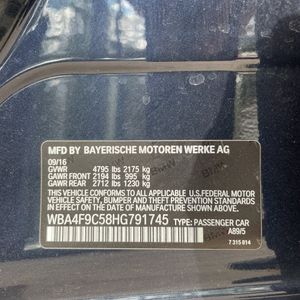 MFD BY BAYERISCHE MOTOREN WERKE AG
09/16
GVWR 4795 lbs 2175 kg
GAWR FRONT 2194 lbs 995 kg
GAWR REAR 2712 lbs 1230 kg
THIS VEHICLE CONFORMS TO ALL APPLICABLE U.S. FEDERAL
MOTOR VEHICLE SAFETY, BUMPER, AND THEFT PREVENTION
STANDARDS IN EFFECT ON THE DATE OF MANUFACTURE SHOWN ABOVE.
WBA4F9C58HG791745 TYPE: PASSENGER CAR
A89/5
7 315 014